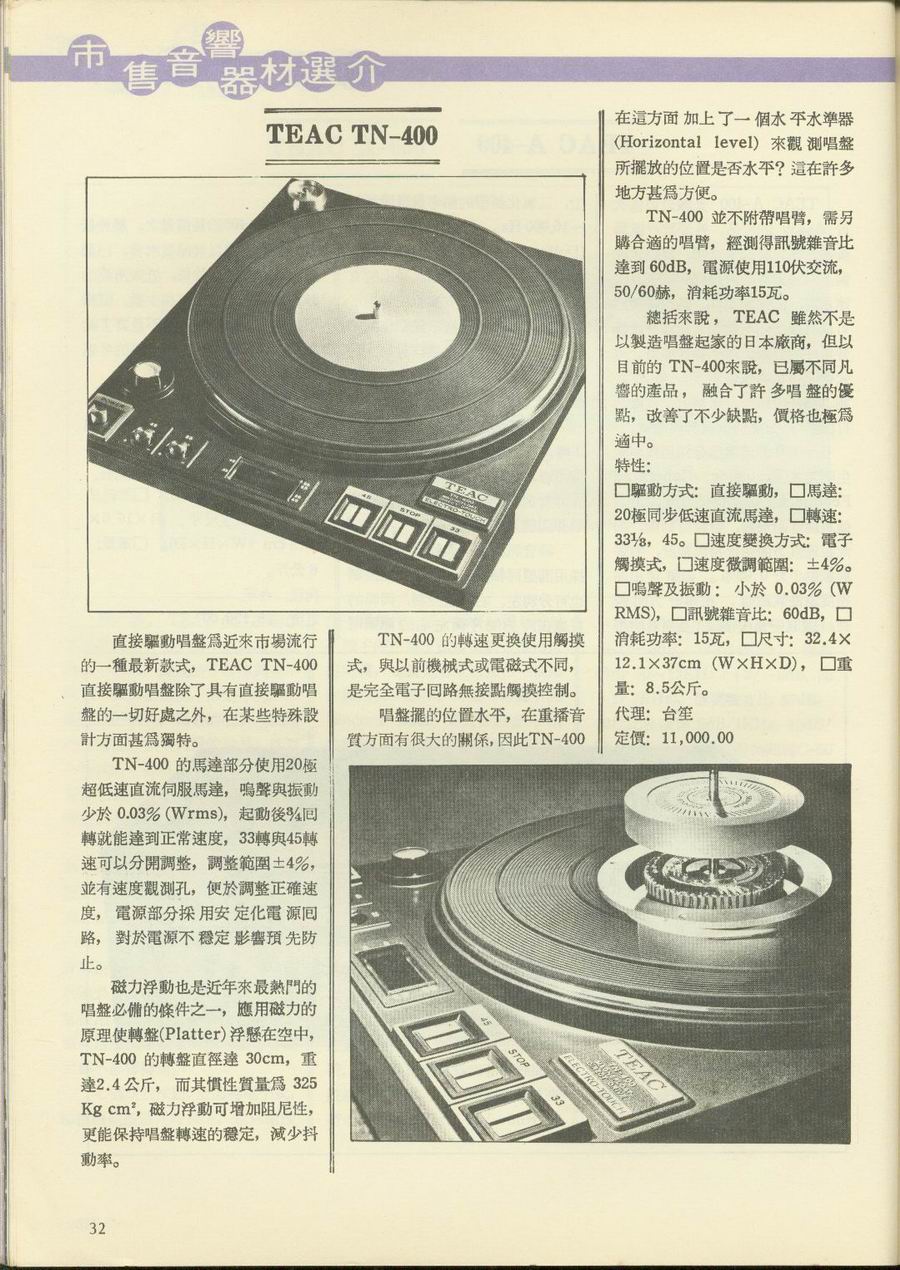 市售音響器材選介
TEAC TN-400
POWER
TEAC
ELECTRO-TOUCH
45
STOP
33
直接驅動唱盤爲近來市場流行
的一種最新款式，TEAC TN-400
直接驅動唱盤除了具有直接驅動唱
盤的一切好處之外，在某些特殊設
計方面甚爲獨特。
TN-400 的馬達部分使用20極
超低速直流伺服馬達，鳴聲與振動
少於 0.03% (Wrms)，起動後¾回
轉就能達到正常速度，33轉與45轉
速可以分開調整，調整範圍±4%，
並有速度觀測孔，便於調整正確速
度，電源部分採用安定化電源回
路，對於電源不穩定影響預先防
止。
磁力浮動也是近年來最熱門的
唱盤必備的條件之一，應用磁力的
原理使轉盤(Platter)浮懸在空中，
TN-400 的轉盤直徑達 30cm，重
達2.4公斤，而其慣性質量爲 325
Kg cm²，磁力浮動可增加阻尼性，
更能保持唱盤轉速的穩定，減少抖
動率。
TN-400 的轉速更換使用觸摸
式，與以前機械式或電磁式不同，
是完全電子回路無接點觸摸控制。
唱盤擺的位置水平，在重播音
質方面有很大的關係，因此TN-400
在這方面加上了一個水平水準器
(Horizontal level) 來觀測唱盤
所擺放的位置是否水平？這在許多
地方甚爲方便。
TN-400 並不附帶唱臂，需另
購合適的唱臂，經測得訊號雜音比
達到 60dB，電源使用110伏交流，
50/60赫，消耗功率15瓦。
總括來說，TEAC 雖然不是
以製造唱盤起家的日本廠商，但以
目前的 TN-400來說，已屬不同凡
響的產品，融合了許多唱盤的優
點，改善了不少缺點，價格也極爲
適中。
特性：
□驅動方式：直接驅動，□馬達：
20極同步低速直流馬達，□轉速：
33⅓，45。□速度變換方式：電子
觸摸式，□速度微調範圍：±4%。
□鳴聲及振動：小於 0.03% (W
RMS)，□訊號雜音比：60dB，□
消耗功率：15瓦，□尺寸：32.4×
12.1×37cm (W×H×D)，□重
量：8.5公斤。
代理：台笙
定價：11,000.00
45
STOP
33
TEAC
ELECTRO-TOUCH
32